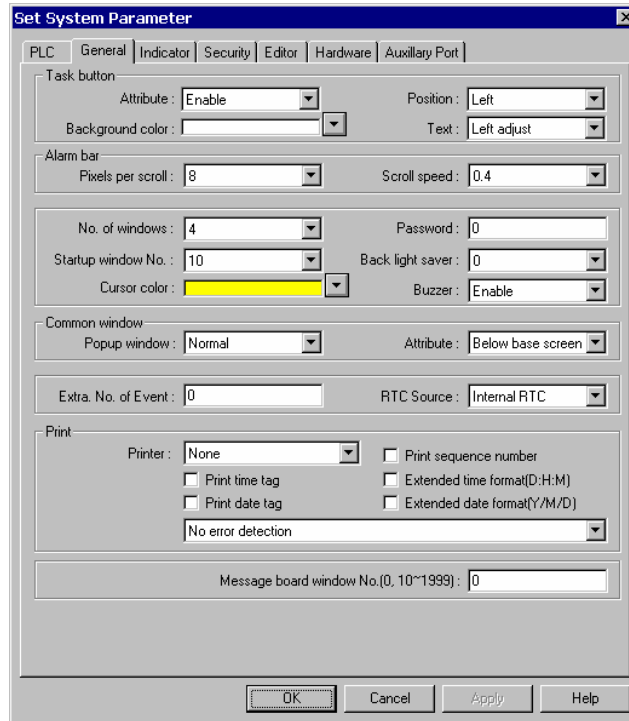 Set System Parameter
PLC General Indicator Security Editor Hardware Auxillary Port
Task button
Attribute : Enable Position : Left
Background color : Text : Left adjust
Alarm bar
Pixels per scroll : 8 Scroll speed : 0.4
No. of windows : 4 Password : 0
Startup window No. : 10 Back light saver : 0
Cursor color : Buzzer : Enable
Common window
Popup window : Normal Attribute : Below base screen
Extra. No. of Event : 0 RTC Source : Internal RTC
Print
Printer : None Print sequence number
Print time tag Extended time format(D:H:M)
Print date tag Extended date format(Y/M/D)
No error detection
Message board window No.(0, 10~1999) : 0
OK Cancel Apply Help